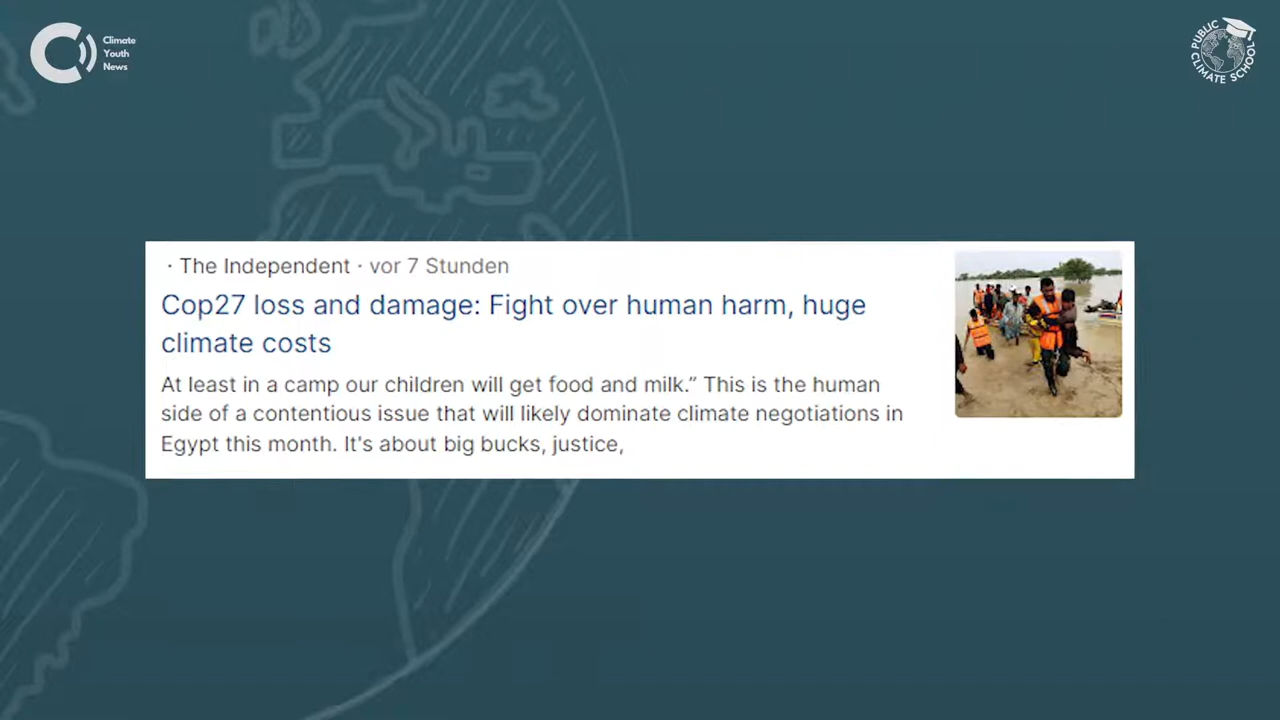 Climate
Youth
News
PUBLIC
CLIMATE SCHOOL
· The Independent · vor 7 Stunden
Cop27 loss and damage: Fight over human harm, huge
climate costs
At least in a camp our children will get food and milk.” This is the human
side of a contentious issue that will likely dominate climate negotiations in
Egypt this month. It's about big bucks, justice,